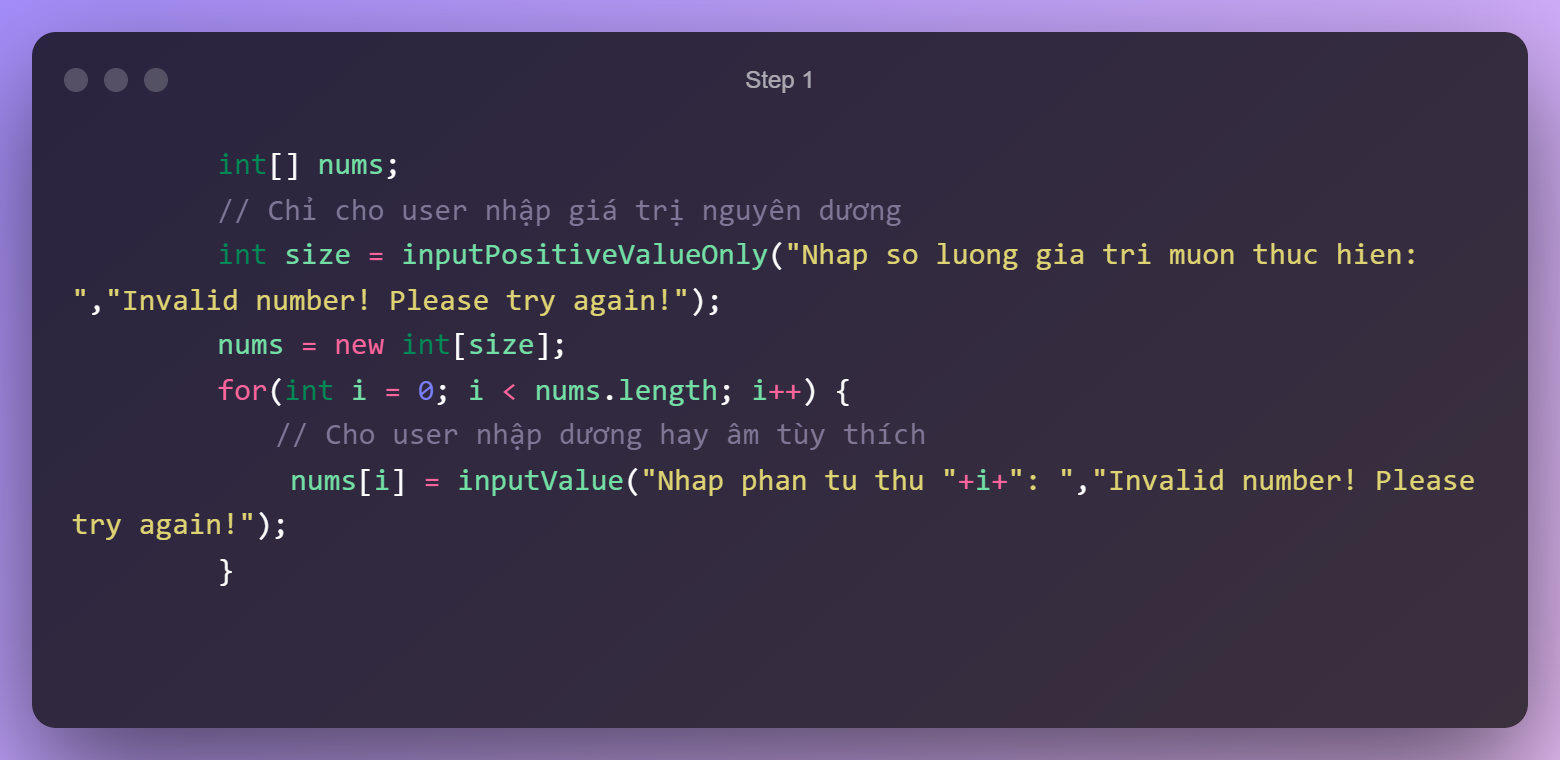 Step 1
int[] nums;
// Chỉ cho user nhập giá trị nguyên dương
int size = inputPositiveValueOnly("Nhap so luong gia tri muon thuc hien:
","Invalid number! Please try again!");
nums = new int[size];
for(int i = 0; i < nums.length; i++) {
// Cho user nhập dương hay âm tùy thích
nums[i] = inputValue("Nhap phan tu thu "+i+": ","Invalid number! Please
try again!");
}